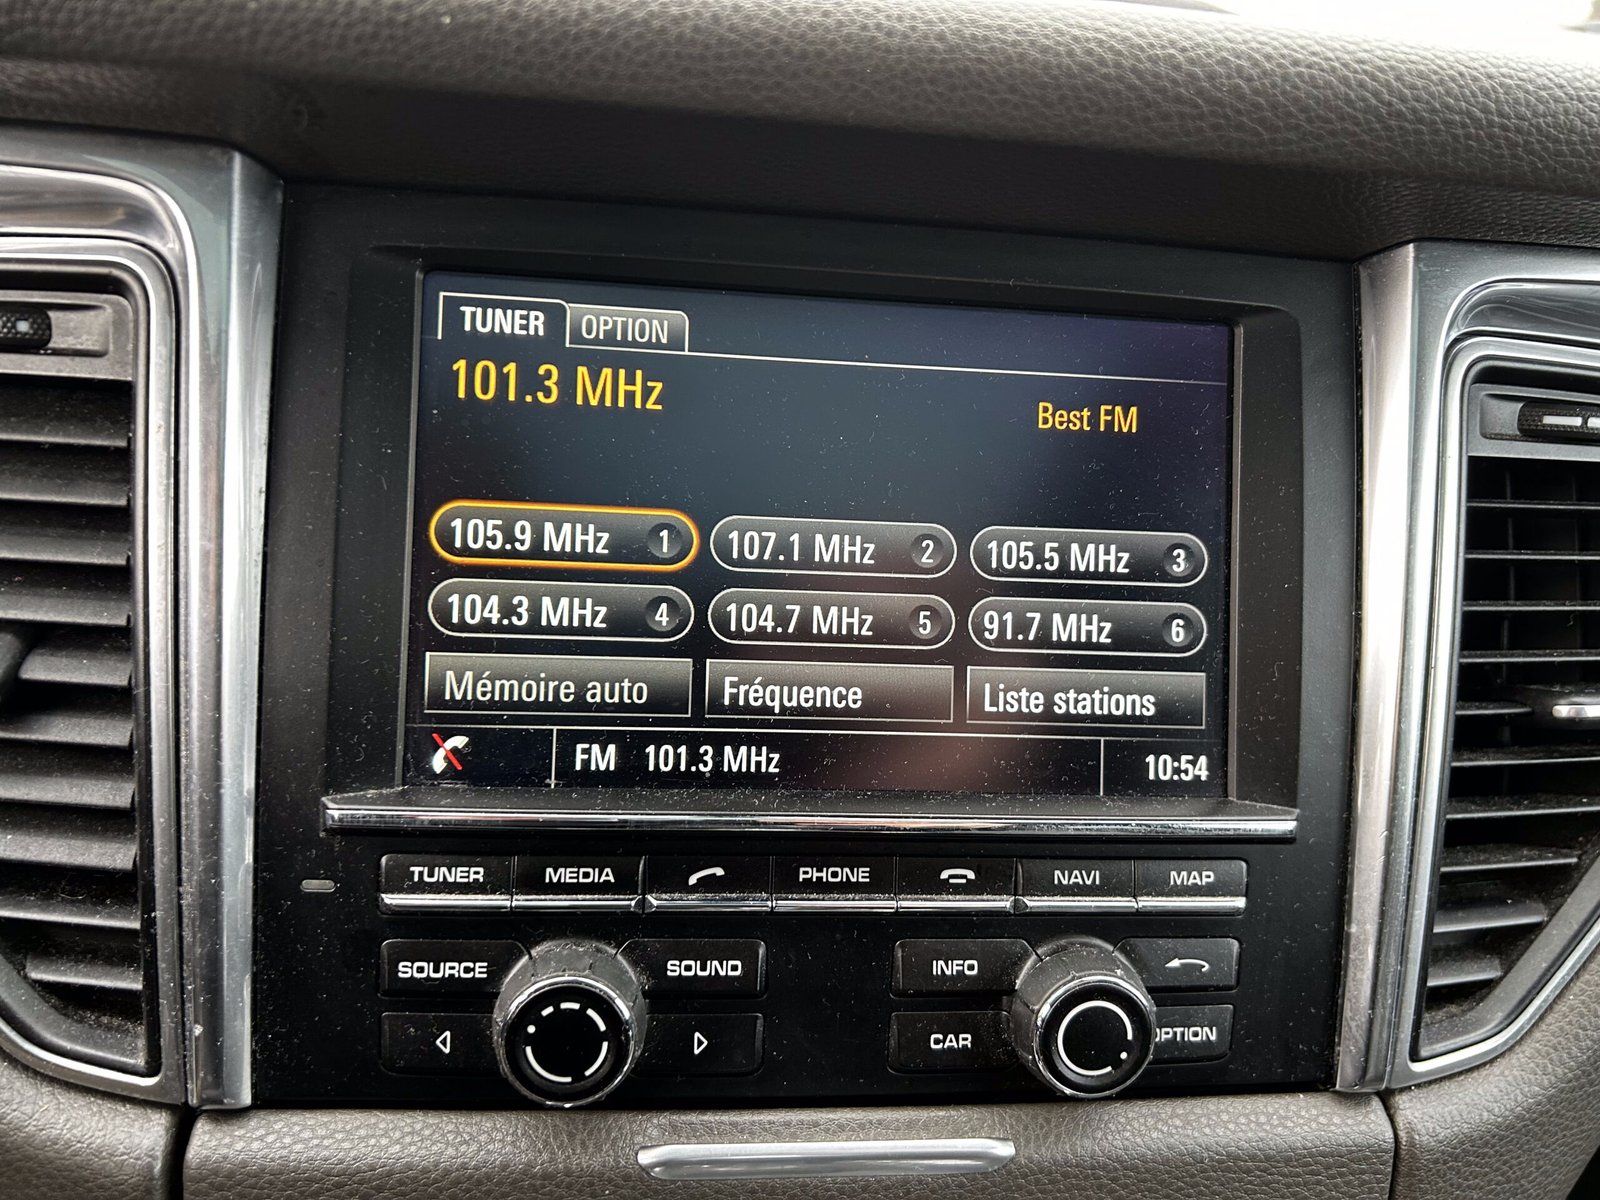 TUNER OPTION
101.3 MHz
Best FM
105.9 MHz 1 107.1 MHz 2 105.5 MHz 3
104.3 MHz 4 104.7 MHz 5 91.7 MHz 6
Mémoire auto Fréquence Liste stations
FM 101.3 MHz 10:54
TUNER MEDIA PHONE NAVI MAP
SOURCE SOUND INFO
CAR OPTION